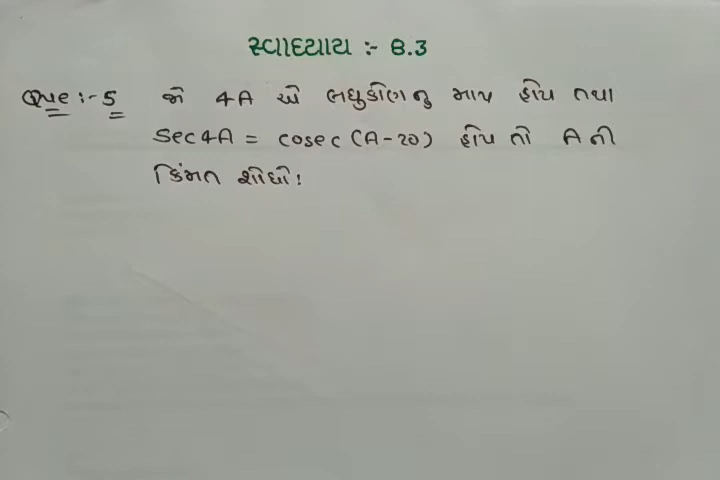 સ્વાધ્યાય :- 8.3
Que :- 5 જો 4A એ લઘુકોણનુ માપ હોય તથા
sec4A = cosec (A-20) હોય તો A ની
કિંમત શોધો!